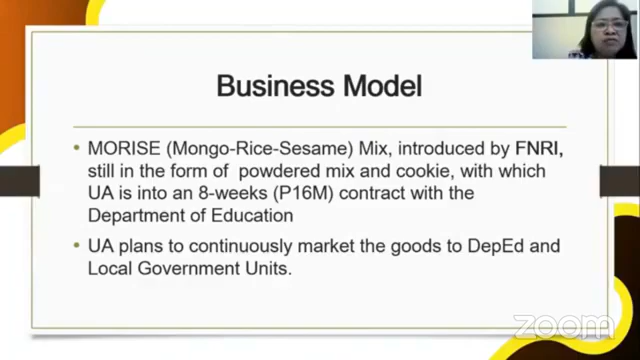 Business Model
• MORISE (Mongo-Rice-Sesame) Mix, introduced by FNRI,
still in the form of powdered mix and cookie, with which
UA is into an 8-weeks (P16M) contract with the
Department of Education
• UA plans to continuously market the goods to DepEd and
Local Government Units.
zoom